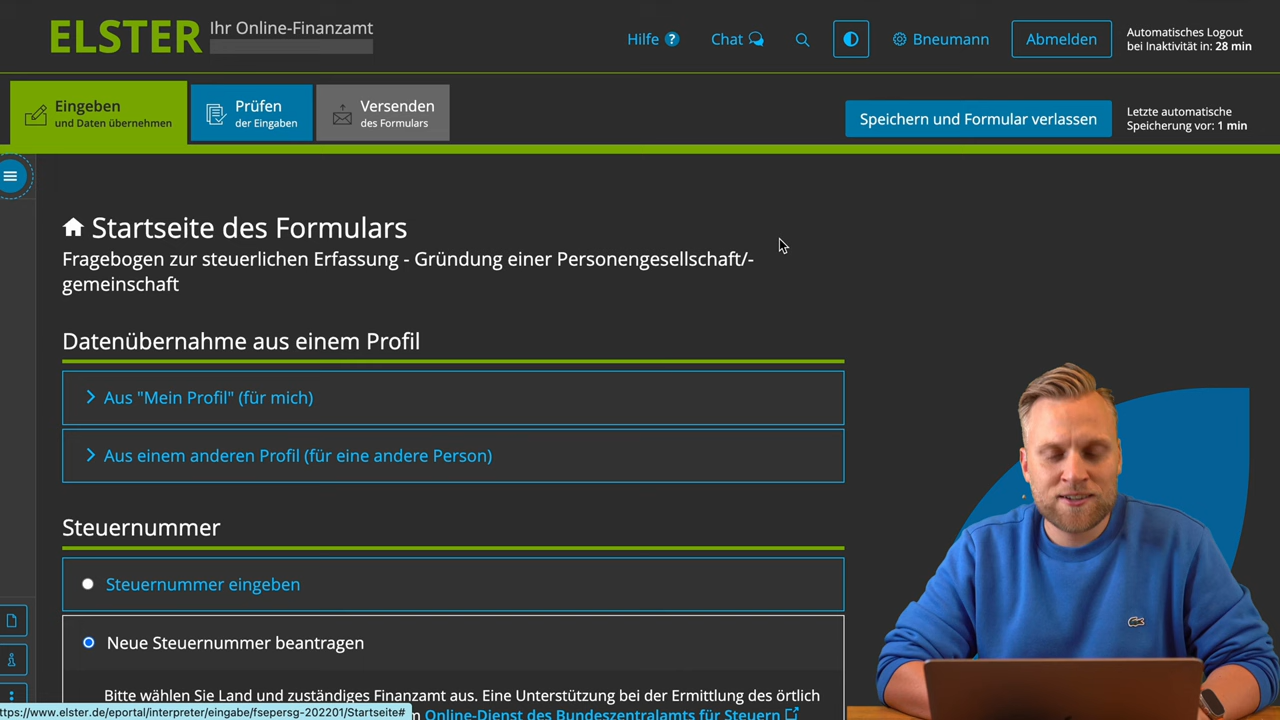 ELSTER
Ihr Online-Finanzamt
Hilfe ?
Chat
Bneumann
Abmelden
Automatisches Logout
bei Inaktivität in: 28 min
Eingeben
und Daten übernehmen
Prüfen
der Eingaben
Versenden
des Formulars
Speichern und Formular verlassen
Letzte automatische
Speicherung vor: 1 min
Startseite des Formulars
Fragebogen zur steuerlichen Erfassung - Gründung einer Personengesellschaft/-
gemeinschaft
Datenübernahme aus einem Profil
Aus "Mein Profil" (für mich)
Aus einem anderen Profil (für eine andere Person)
Steuernummer
Steuernummer eingeben
Neue Steuernummer beantragen
Bitte wählen Sie Land und zuständiges Finanzamt aus. Eine Unterstützung bei der Ermittlung des örtlich
Online-Dienst des Bundeszentralamts für Steuern
ttps://www.elster.de/eportal/interpreter/eingabe/fsepersg-202201/Startseite#